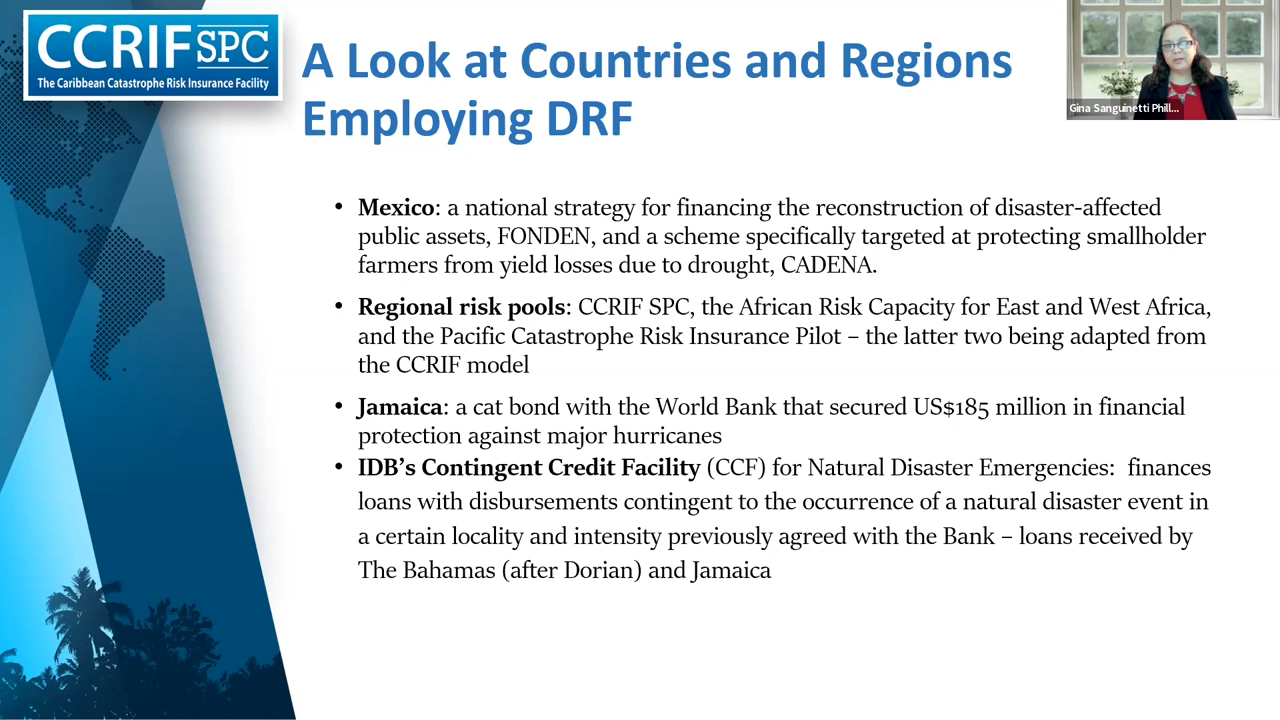 CCRIF SPC
The Caribbean Catastrophe Risk Insurance Facility
A Look at Countries and Regions
Employing DRF
Gina Sanguinetti Phill...
• Mexico: a national strategy for financing the reconstruction of disaster-affected
public assets, FONDEN, and a scheme specifically targeted at protecting smallholder
farmers from yield losses due to drought, CADENA.
• Regional risk pools: CCRIF SPC, the African Risk Capacity for East and West Africa,
and the Pacific Catastrophe Risk Insurance Pilot – the latter two being adapted from
the CCRIF model
• Jamaica: a cat bond with the World Bank that secured US$185 million in financial
protection against major hurricanes
• IDB’s Contingent Credit Facility (CCF) for Natural Disaster Emergencies: finances
loans with disbursements contingent to the occurrence of a natural disaster event in
a certain locality and intensity previously agreed with the Bank – loans received by
The Bahamas (after Dorian) and Jamaica